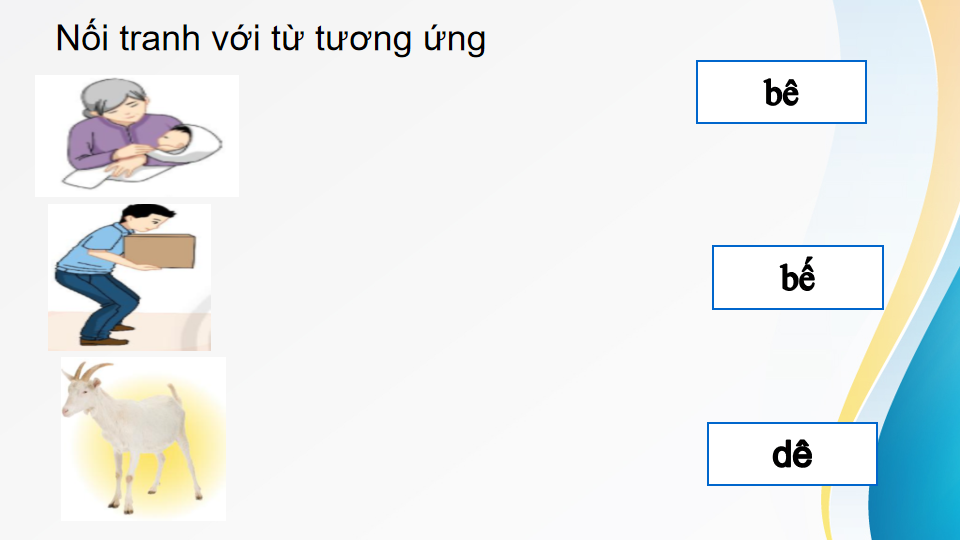 Nối tranh với từ tương ứng
bê
bế
dê